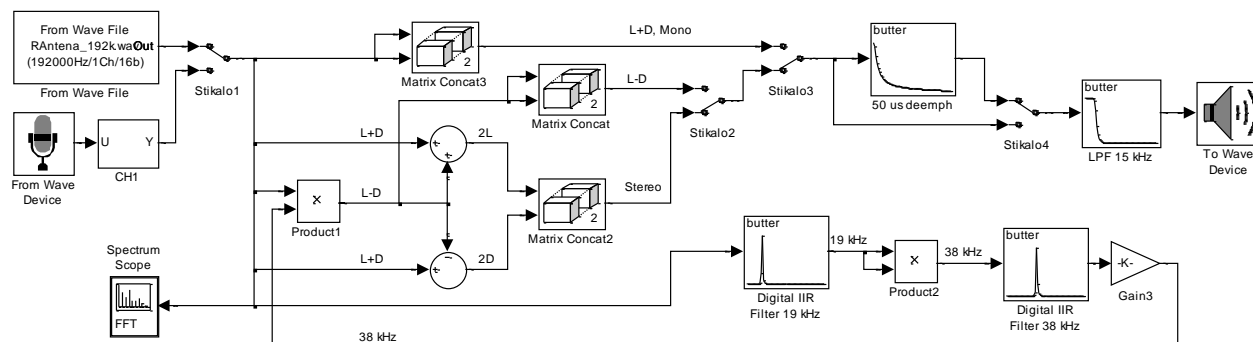 From Wave File
RAntena_192k.wavOut
(192000Hz/1Ch/16b)
From Wave File
Stikalo1
U
Y
From Wave
Device
CH1
2
Matrix Concat3
L+D, Mono
L-D
2
Matrix Concat
Stikalo2
Stikalo3
butter
50 us deemph
Stikalo4
butter
LPF 15 kHz
To Wave
Device
L+D
2L
x
L-D
Product1
Stereo
2
Matrix Concat2
L+D
2D
Spectrum
Scope
FFT
38 kHz
butter
Digital IIR
Filter 19 kHz
19 kHz
x
Product2
38 kHz
butter
Digital IIR
Filter 38 kHz
-K-
Gain3